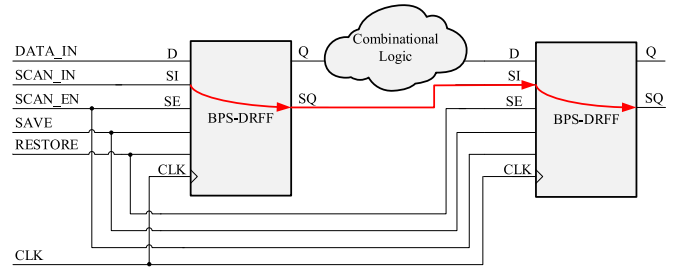 DATA_IN
D
Q
Combinational
Logic
D
Q
SCAN_IN
SI
SI
SCAN_EN
SE
SQ
SE
SQ
SAVE
BPS-DRFF
BPS-DRFF
RESTORE
CLK
CLK
CLK